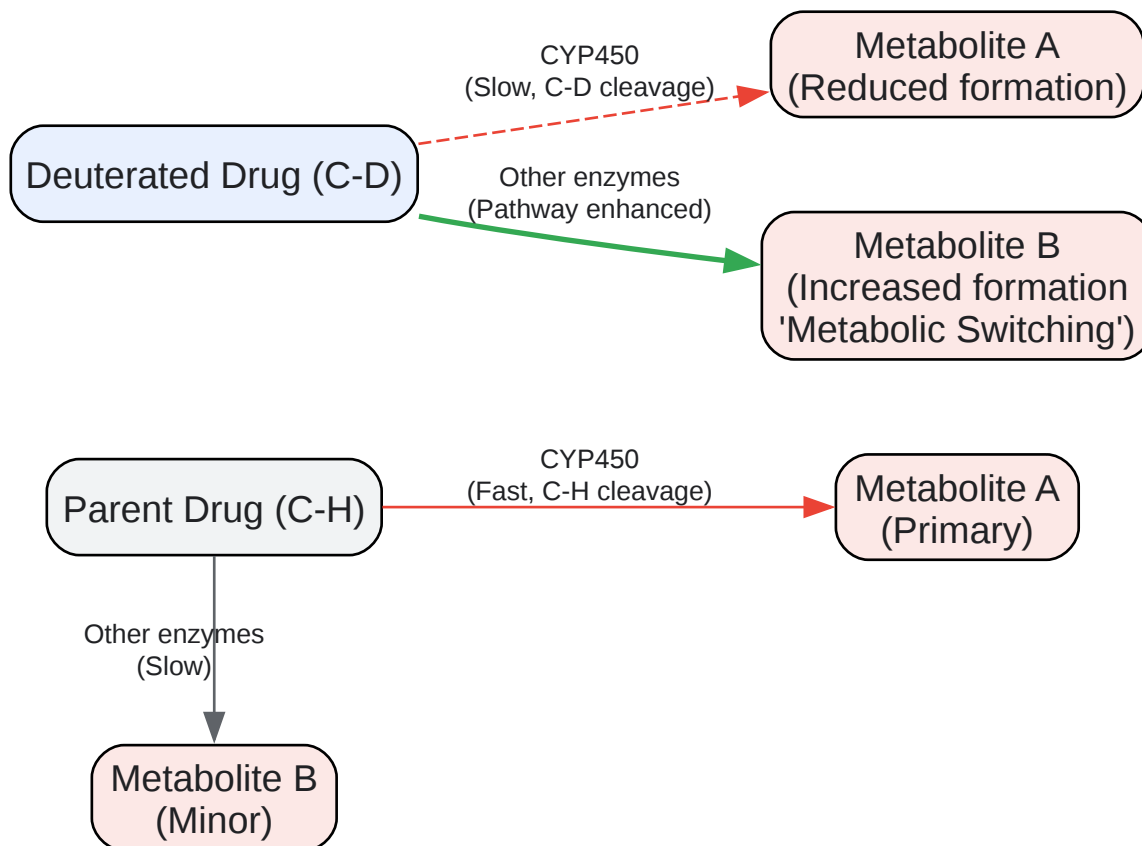 CYP450
(Slow, C-D cleavage)
Metabolite A
(Reduced formation)
Deuterated Drug (C-D)
Other enzymes
(Pathway enhanced)
Metabolite B
(Increased formation
'Metabolic Switching')
CYP450
(Fast, C-H cleavage)
Parent Drug (C-H)
Metabolite A
(Primary)
Other enzymes
(Slow)
Metabolite B
(Minor)